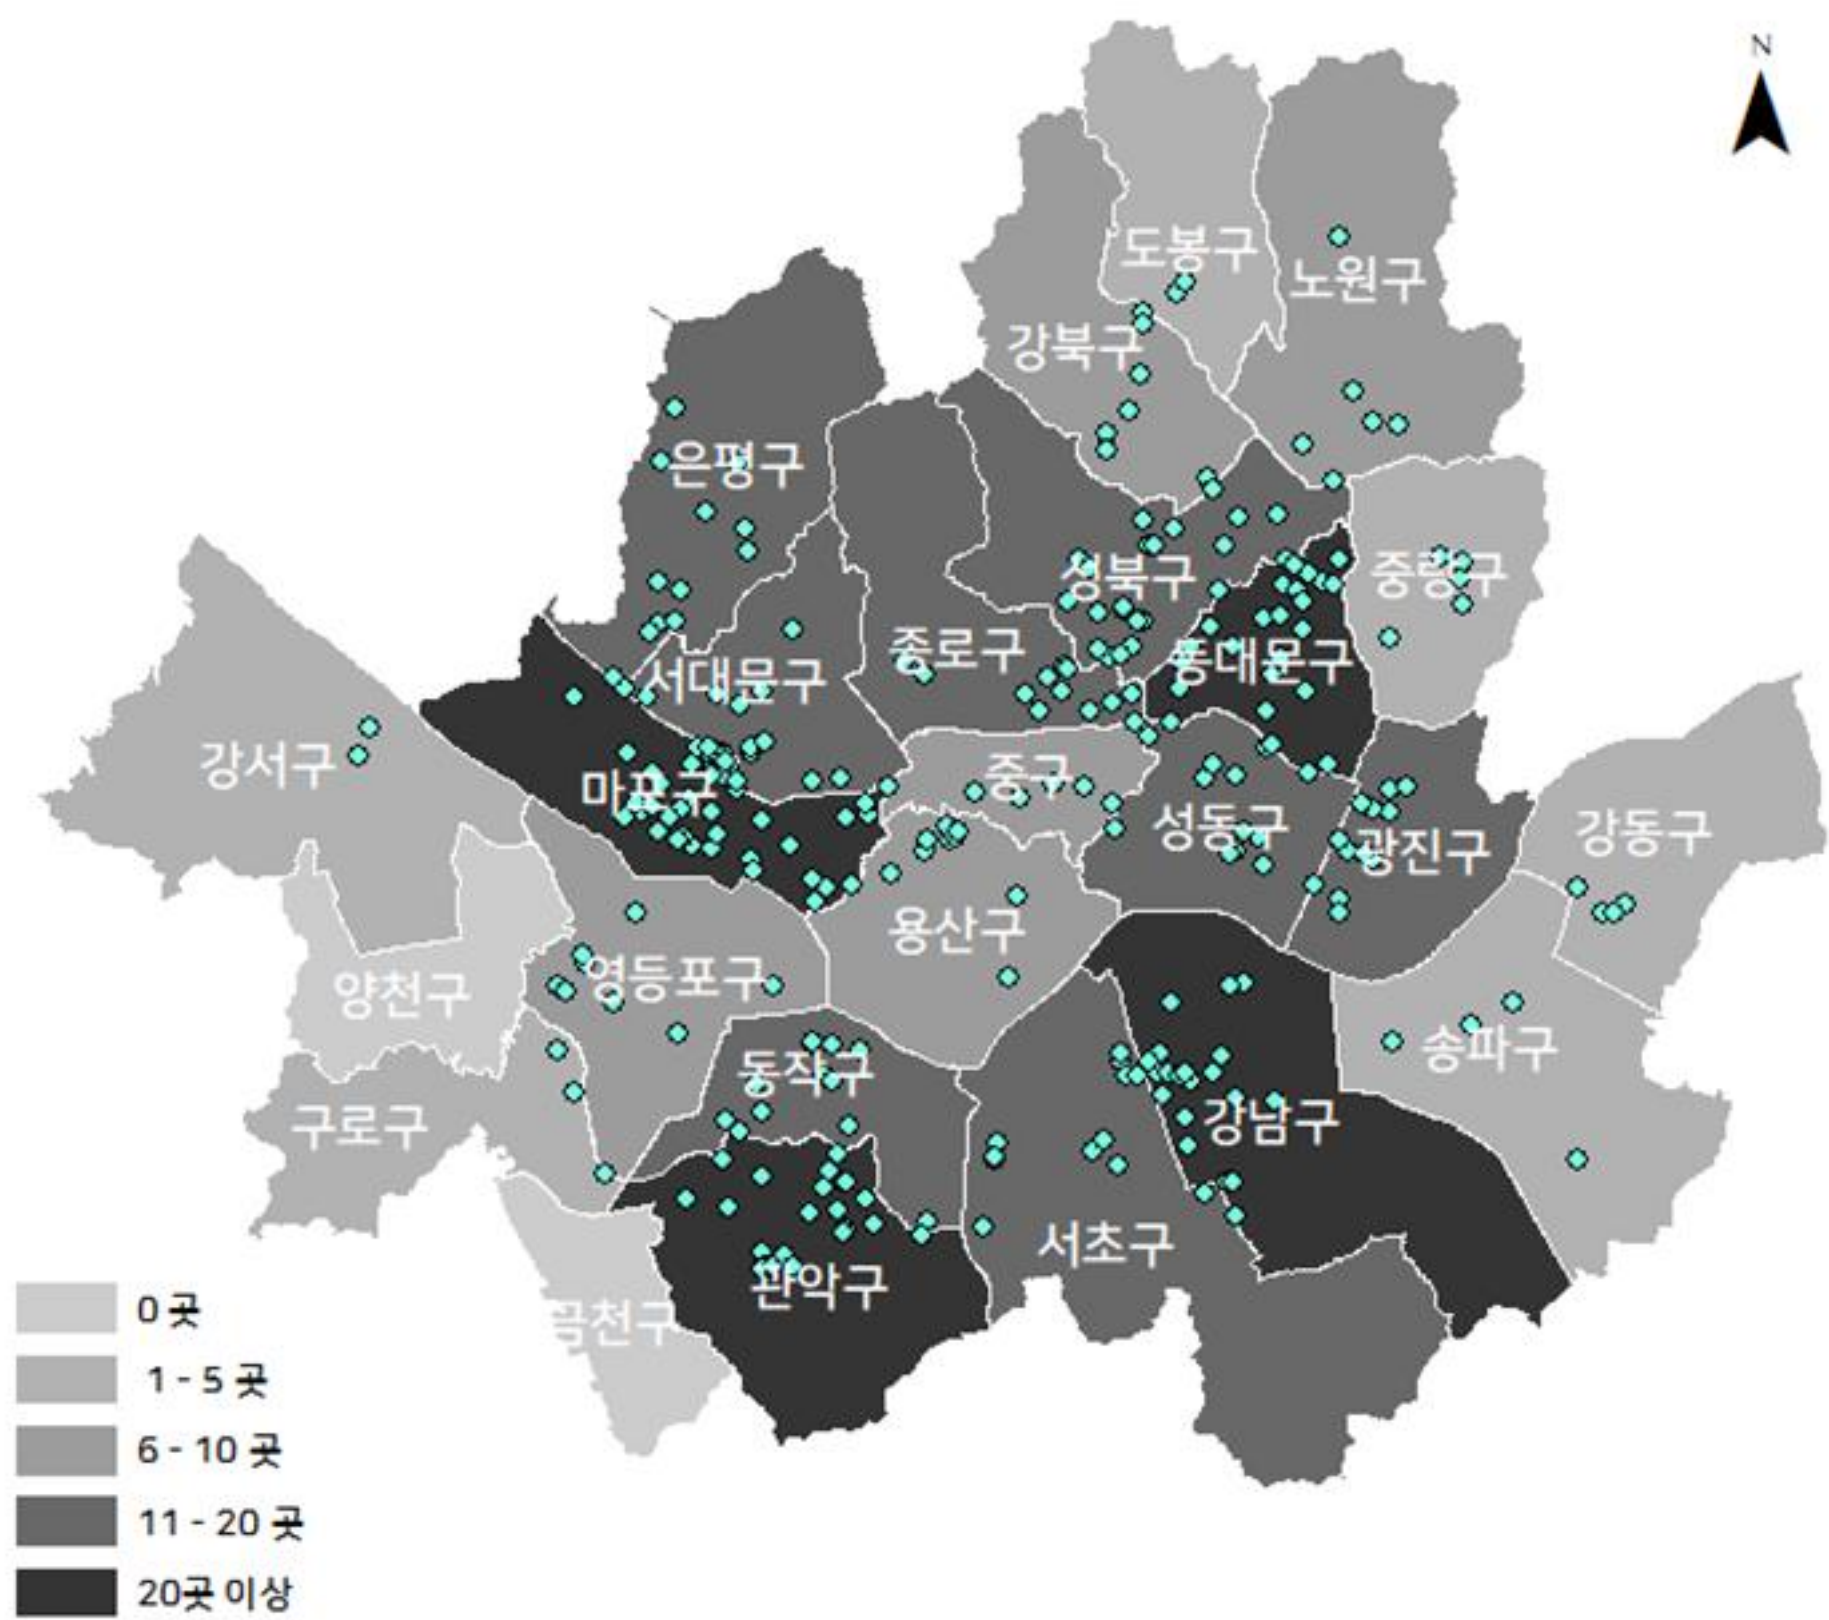 N
도봉구
노원구
강북구
은평구
중랑구
성북구
종로구
동대문구
서대문구
강서구
마포구
중구
성동구
광진구
강동구
용산구
영등포구
양천구
송파구
동작구
구로구
강남구
서초구
관악구
금천구
0 곳
1 - 5 곳
6 - 10 곳
11 - 20 곳
20곳 이상